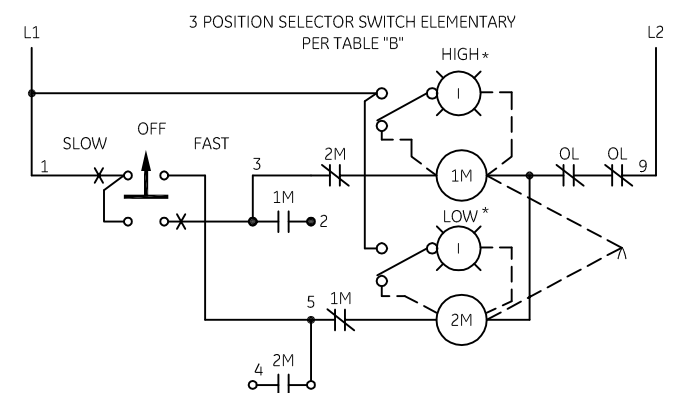 3 POSITION SELECTOR SWITCH ELEMENTARY
PER TABLE "B"
L1
L2
HIGH*
I
SLOW
OFF
FAST
1
3
2M
1M
OL
OL
9
1M
2
LOW*
I
5
1M
2M
4
2M